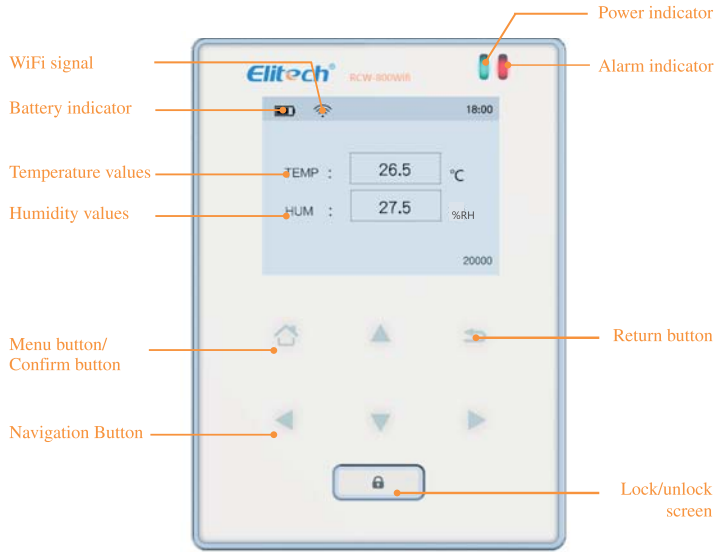 Power indicator
WiFi signal
Alarm indicator
Elitech®
RCW-800Wifi
Battery indicator
18:00
Temperature values
TEMP : 26.5 ℃
Humidity values
HUM : 27.5 %RH
20000
Menu button/
Confirm button
Return button
Navigation Button
Lock/unlock
screen